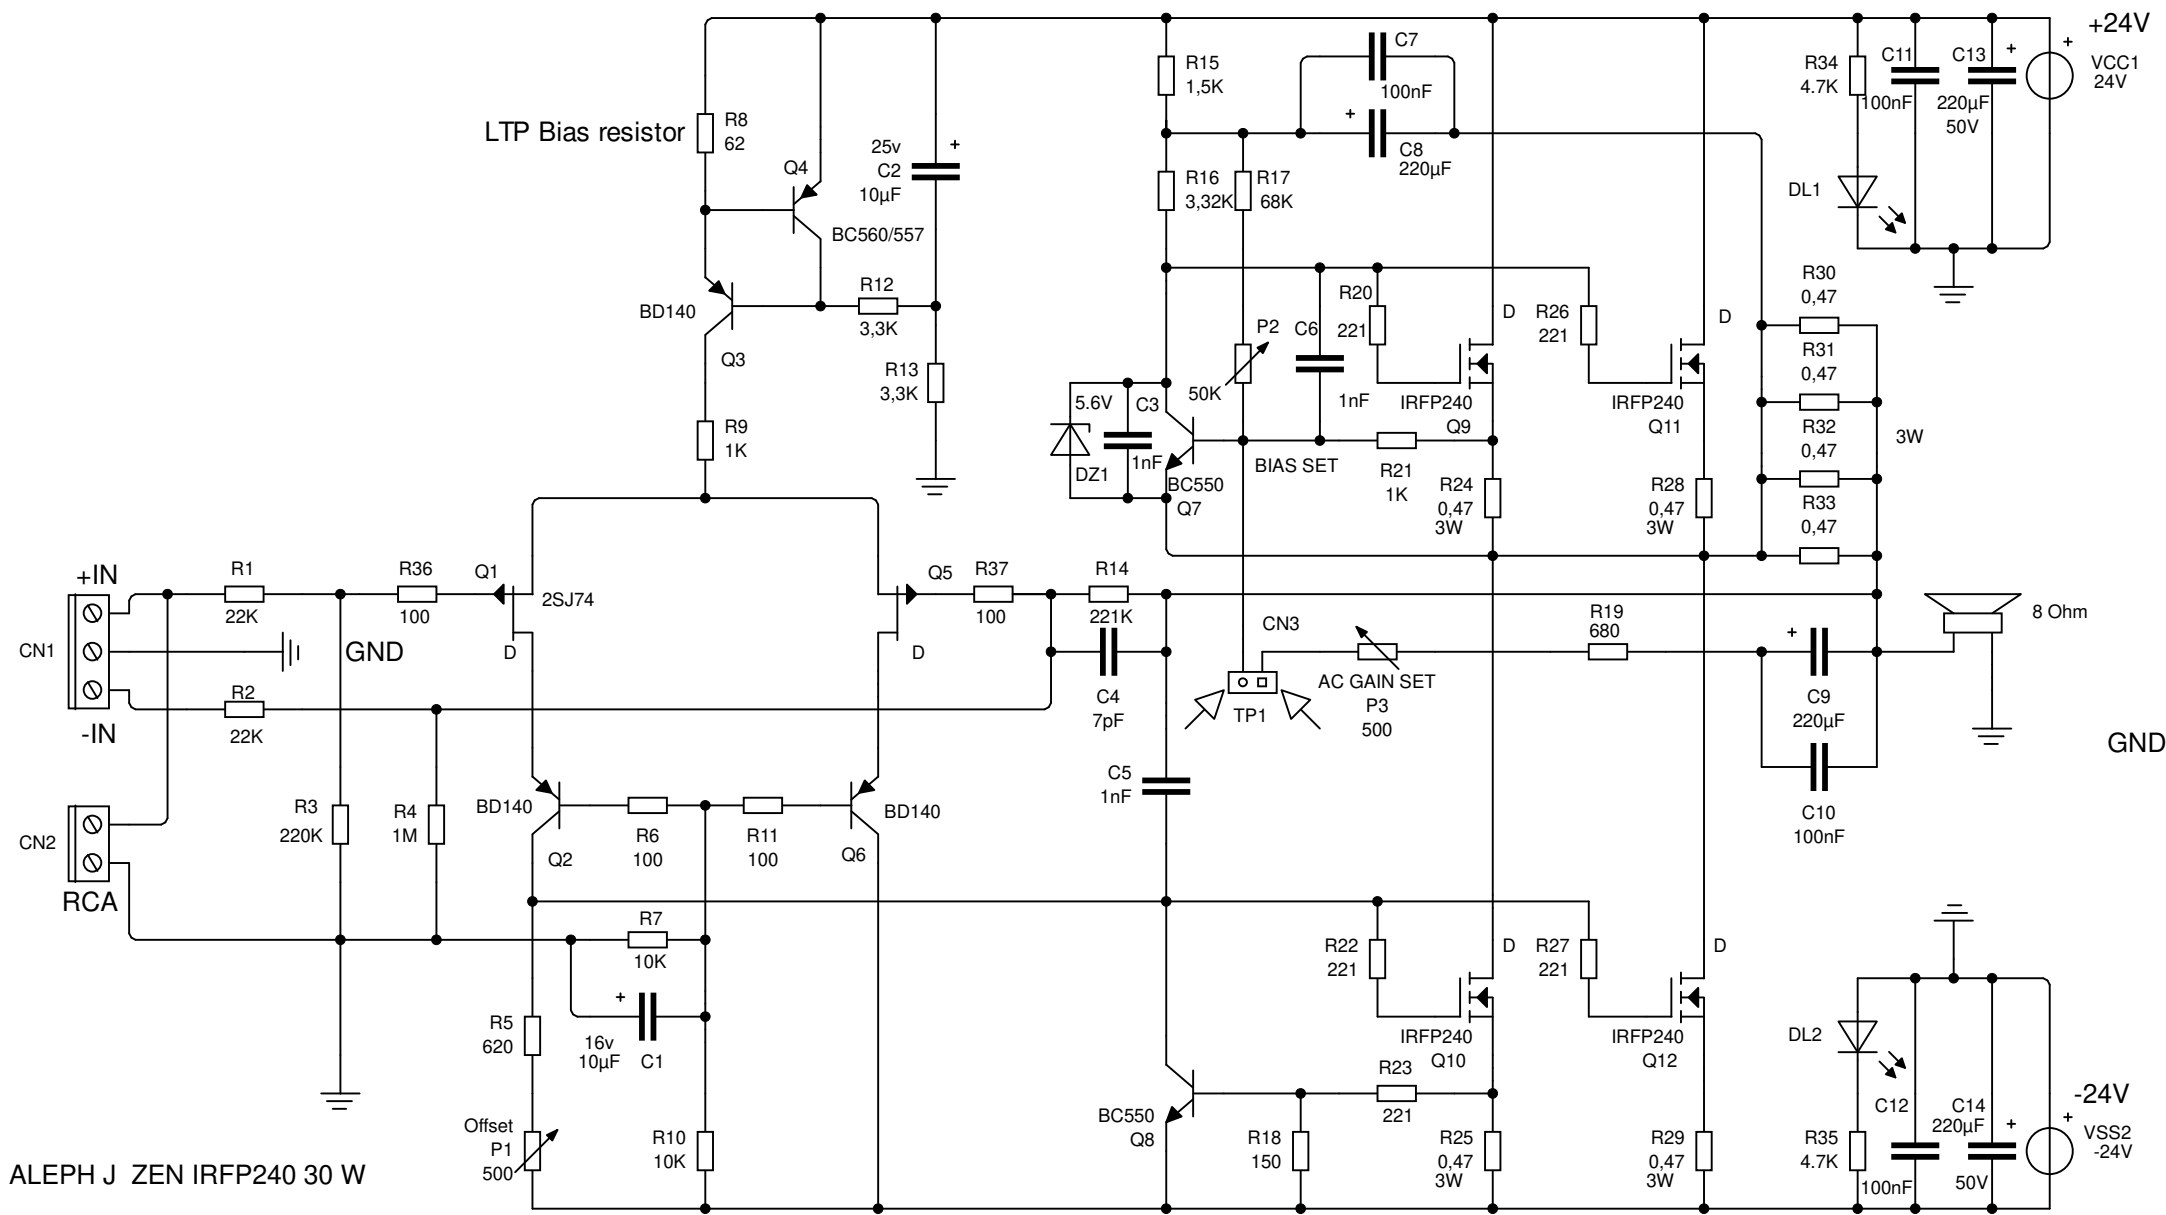 +24V
VCC1
24V
C7
100nF
R15
1,5K
R34
4.7K
C11
100nF
C13
+
220µF
50V
+
LTP Bias resistor
R8
62
Q4
25v
C2
10µF
+
+
C8
220µF
R16
3,32K
R17
68K
DL1
BC560/557
R12
3,3K
BD140
Q3
R13
3,3K
R20
221
R26
221
D
D
R30
0,47
P2
50K
C6
1nF
R31
0,47
IRFP240
Q9
IRFP240
Q11
5.6V
C3
R9
1K
R32
0,47
3W
1nF
DZ1
BIAS SET
BC550
Q7
R21
1K
R24
0,47
3W
R28
0,47
3W
R33
0,47
+IN
R1
22K
R36
100
Q1
2SJ74
Q5
R37
100
R14
221K
CN1
GND
D
D
CN3
R19
680
+
8 Ohm
R2
22K
C4
7pF
TP1
AC GAIN SET
P3
500
C9
220µF
-IN
GND
C5
1nF
C10
100nF
CN2
R3
220K
R4
1M
BD140
Q2
R6
100
R11
100
BD140
Q6
RCA
R7
10K
R22
221
D
R27
221
D
+
R5
620
16v
10µF
C1
IRFP240
Q10
IRFP240
Q12
DL2
R23
221
-24V
+
VSS2
-24V
C12
100nF
C14
220µF
+
50V
BC550
Q8
Offset
P1
500
R10
10K
R18
150
R25
0,47
3W
R29
0,47
3W
R35
4.7K
ALEPH J ZEN IRFP240 30 W